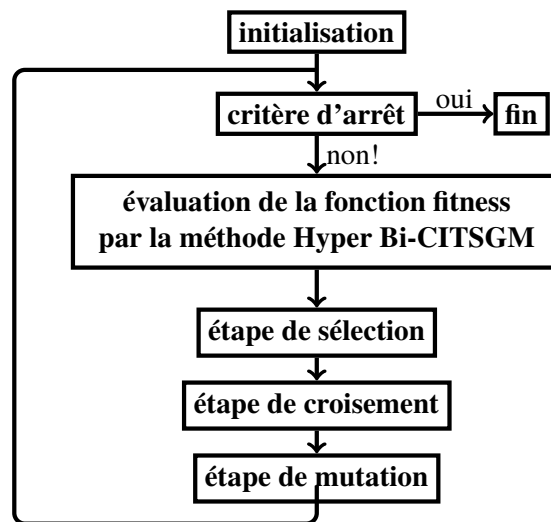 initialisation
critère d'arrêt
oui
fin
non!
évaluation de la fonction fitness
par la méthode Hyper Bi-CITSGM
étape de sélection
étape de croisement
étape de mutation